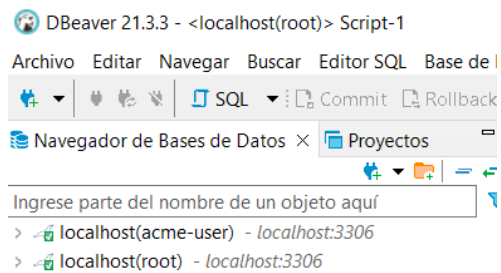 DBeaver 21.3.3 - <localhost(root)> Script-1
Archivo Editar Navegar Buscar Editor SQL Base de
SQL Commit Rollback
Navegador de Bases de Datos Proyectos
Ingrese parte del nombre de un objeto aquí
localhost(acme-user) - localhost:3306
localhost(root) - localhost:3306